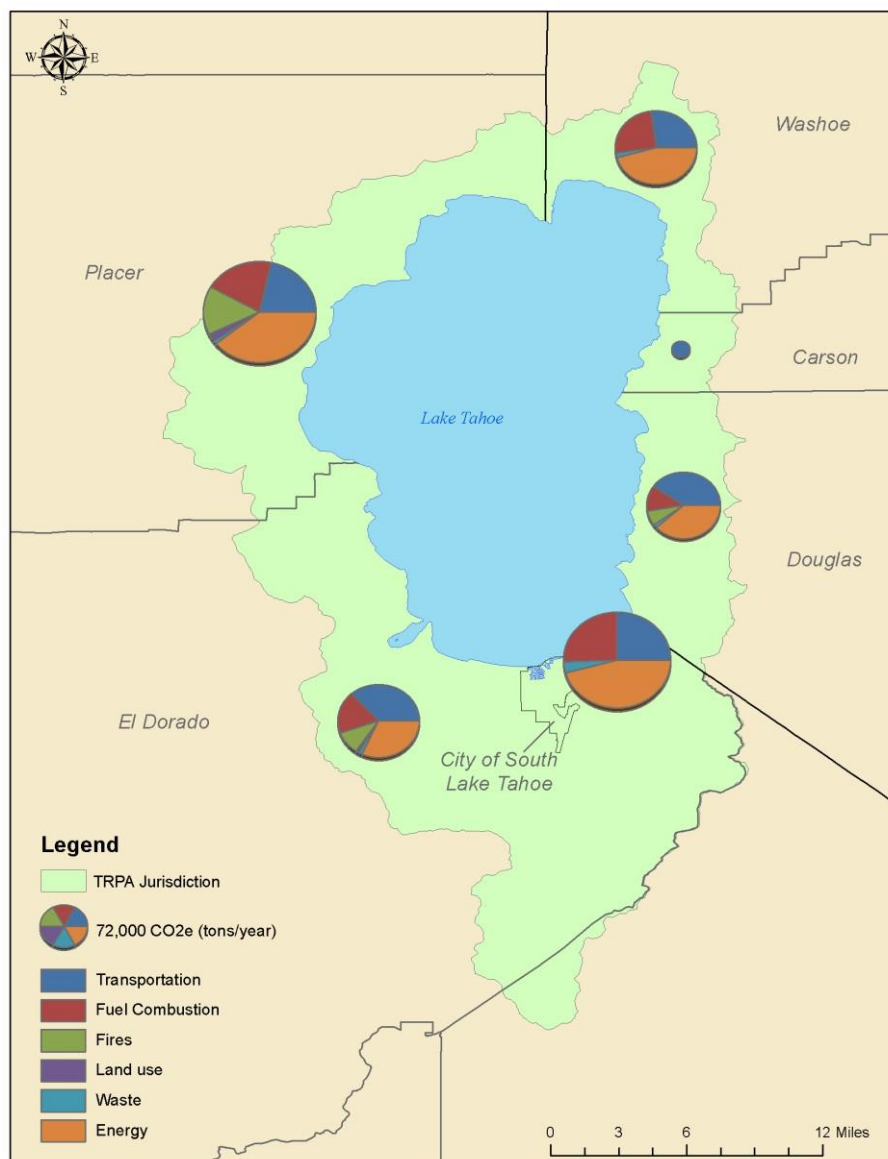 N
W
E
S
Washoe
Placer
Carson
Lake Tahoe
Douglas
El Dorado
City of South
Lake Tahoe
Legend
TRPA Jurisdiction
72,000 CO2e (tons/year)
Transportation
Fuel Combustion
Fires
Land use
Waste
Energy
0 3 6 12 Miles